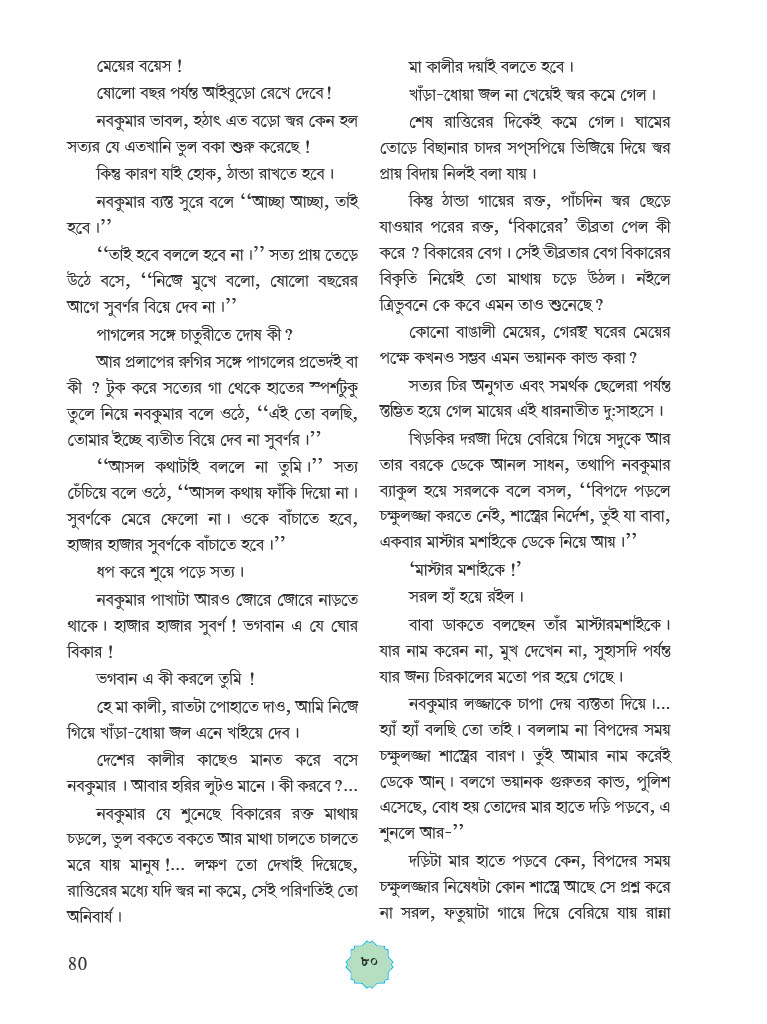 মেয়ের বয়েস !
ষোলো বছর পর্যন্ত আইবুড়ো রেখে দেবে!
নবকুমার ভাবল, হঠাৎ এত বড়ো জ্বর কেন হল
সত্যর যে এতখানি ভুল বকা শুরু করেছে !
কিন্তু কারণ যাই হোক, ঠান্ডা রাখতে হবে।
নবকুমার ব্যস্ত সুরে বলে ‘‘আচ্ছা আচ্ছা, তাই
হবে।’’
‘‘তাই হবে বললে হবে না।’’ সত্য প্রায় তেড়ে
উঠে বসে, ‘‘নিজে মুখে বলো, ষোলো বছরের
আগে সুবর্ণর বিয়ে দেব না।’’
পাগলের সঙ্গে চাতুরীতে দোষ কী ?
আর প্রলাপের রুগির সঙ্গে পাগলের প্রভেদই বা
কী ? টুক করে সত্যের গা থেকে হাতের স্পর্শটুকু
তুলে নিয়ে নবকুমার বলে ওঠে, ‘‘এই তো বলছি,
তোমার ইচ্ছে ব্যতীত বিয়ে দেব না সুবর্ণর।’’
‘‘আসল কথাটাই বললে না তুমি।’’ সত্য
চেঁচিয়ে বলে ওঠে, ‘‘আসল কথায় ফাঁকি দিয়ো না।
সুবর্ণকে মেরে ফেলো না। ওকে বাঁচাতে হবে,
হাজার হাজার সুবর্ণকে বাঁচাতে হবে।’’
ধপ করে শুয়ে পড়ে সত্য।
নবকুমার পাখাটা আরও জোরে জোরে নাড়তে
থাকে। হাজার হাজার সুবর্ণ ! ভগবান এ যে ঘোর
বিকার !
ভগবান এ কী করলে তুমি !
হে মা কালী, রাতটা পোহাতে দাও, আমি নিজে
গিয়ে খাঁড়া-ধোয়া জল এনে খাইয়ে দেব।
দেশের কালীর কাছেও মানত করে বসে
নবকুমার। আবার হরির লুটও মানে। কী করবে ?...
নবকুমার যে শুনেছে বিকারের রক্ত মাথায়
চড়লে, ভুল বকতে বকতে আর মাথা চালতে চালতে
মরে যায় মানুষ !... লক্ষণ তো দেখাই দিয়েছে,
রাত্তিরের মধ্যে যদি জ্বর না কমে, সেই পরিণতিই তো
অনিবার্য।
মা কালীর দয়াই বলতে হবে।
খাঁড়া-ধোয়া জল না খেয়েই জ্বর কমে গেল।
শেষ রাত্তিরের দিকেই কমে গেল। ঘামের
তোড়ে বিছানার চাদর সপ্‌সপিয়ে ভিজিয়ে দিয়ে জ্বর
প্রায় বিদায় নিলই বলা যায়।
কিন্তু ঠান্ডা গায়ের রক্ত, পাঁচদিন জ্বর ছেড়ে
যাওয়ার পরের রক্ত, ‘বিকারের’ তীব্রতা পেল কী
করে ? বিকারের বেগ। সেই তীব্রতার বেগ বিকারের
বিকৃতি নিয়েই তো মাথায় চড়ে উঠল। নইলে
ত্রিভুবনে কে কবে এমন তাও শুনেছে ?
কোনো বাঙালী মেয়ের, গেরস্থ ঘরের মেয়ের
পক্ষে কখনও সম্ভব এমন ভয়ানক কান্ড করা ?
সত্যর চির অনুগত এবং সমর্থক ছেলেরা পর্যন্ত
স্তম্ভিত হয়ে গেল মায়ের এই ধারনাতীত দু:সাহসে।
খিড়কির দরজা দিয়ে বেরিয়ে গিয়ে সদুকে আর
তার বরকে ডেকে আনল সাধন, তথাপি নবকুমার
ব্যাকুল হয়ে সরলকে বলে বসল, ‘‘বিপদে পড়লে
চক্ষুলজ্জা করতে নেই, শাস্ত্রের নির্দেশ, তুই যা বাবা,
একবার মাস্টার মশাইকে ডেকে নিয়ে আয়।’’
‘মাস্টার মশাইকে !’
সরল হাঁ হয়ে রইল।
বাবা ডাকতে বলছেন তাঁর মাস্টারমশাইকে।
যার নাম করেন না, মুখ দেখেন না, সুহাসদি পর্যন্ত
যার জন্য চিরকালের মতো পর হয়ে গেছে।
নবকুমার লজ্জাকে চাপা দেয় ব্যস্ততা দিয়ে।...
হ্যাঁ হ্যাঁ বলছি তো তাই। বললাম না বিপদের সময়
চক্ষুলজ্জা শাস্ত্রের বারণ। তুই আমার নাম করেই
ডেকে আন্। বলগে ভয়ানক গুরুতর কান্ড, পুলিশ
এসেছে, বোধ হয় তোদের মার হাতে দড়ি পড়বে, এ
শুনলে আর-’’
দড়িটা মার হাতে পড়বে কেন, বিপদের সময়
চক্ষুলজ্জার নিষেধটা কোন শাস্ত্রে আছে সে প্রশ্ন করে
না সরল, ফতুয়াটা গায়ে দিয়ে বেরিয়ে যায় রান্না
80
৮০